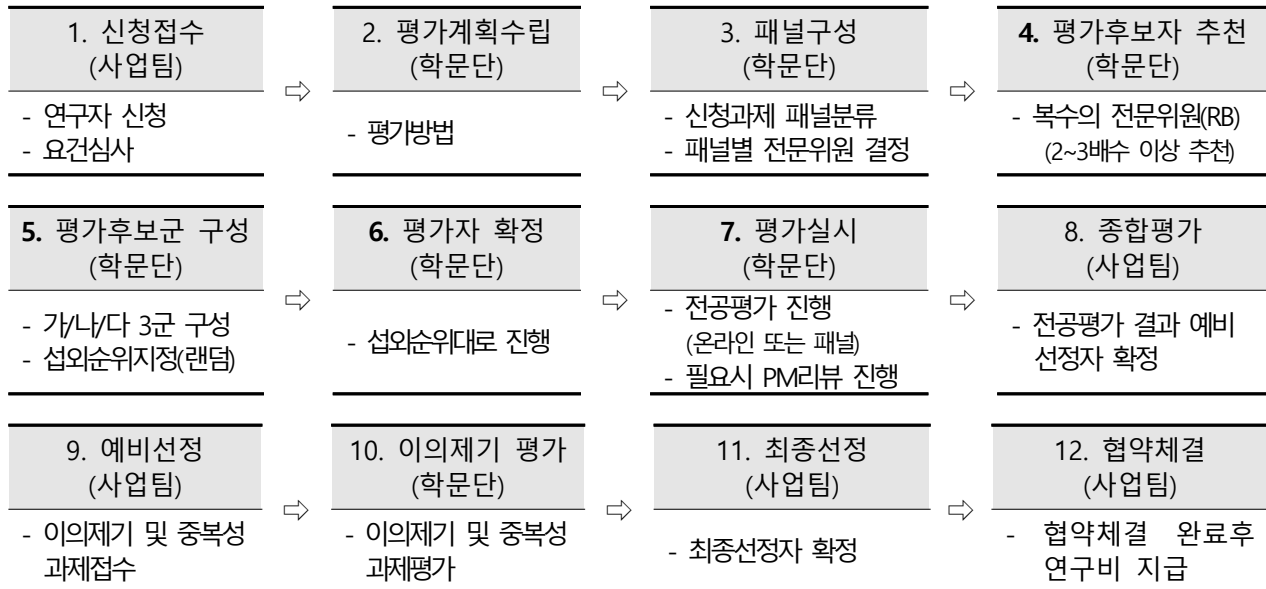 1. 신청접수
(사업팀)
- 연구자 신청
- 요건심사
⇨
2. 평가계획수립
(학문단)
- 평가방법
⇨
3. 패널구성
(학문단)
- 신청과제 패널분류
- 패널별 전문위원 결정
⇨
4. 평가후보자 추천
(학문단)
- 복수의 전문위원(RB)
(2~3배수 이상 추천)
5. 평가후보군 구성
(학문단)
- 가/나/다 3군 구성
- 섭외순위지정(랜덤)
⇨
6. 평가자 확정
(학문단)
- 섭외순위대로 진행
⇨
7. 평가실시
(학문단)
- 전공평가 진행
(온라인 또는 패널)
- 필요시 PM리뷰 진행
⇨
8. 종합평가
(사업팀)
- 전공평가 결과 예비
선정자 확정
9. 예비선정
(사업팀)
- 이의제기 및 중복성
과제접수
⇨
10. 이의제기 평가
(학문단)
- 이의제기 및 중복성
과제평가
⇨
11. 최종선정
(사업팀)
- 최종선정자 확정
⇨
12. 협약체결
(사업팀)
- 협약체결 완료후
연구비 지급